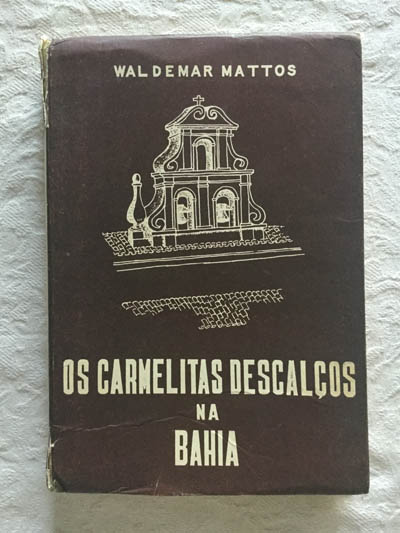 WALDEMAR MATTOS
OS CARMELITAS DESCALÇOS
NA
BAHIA